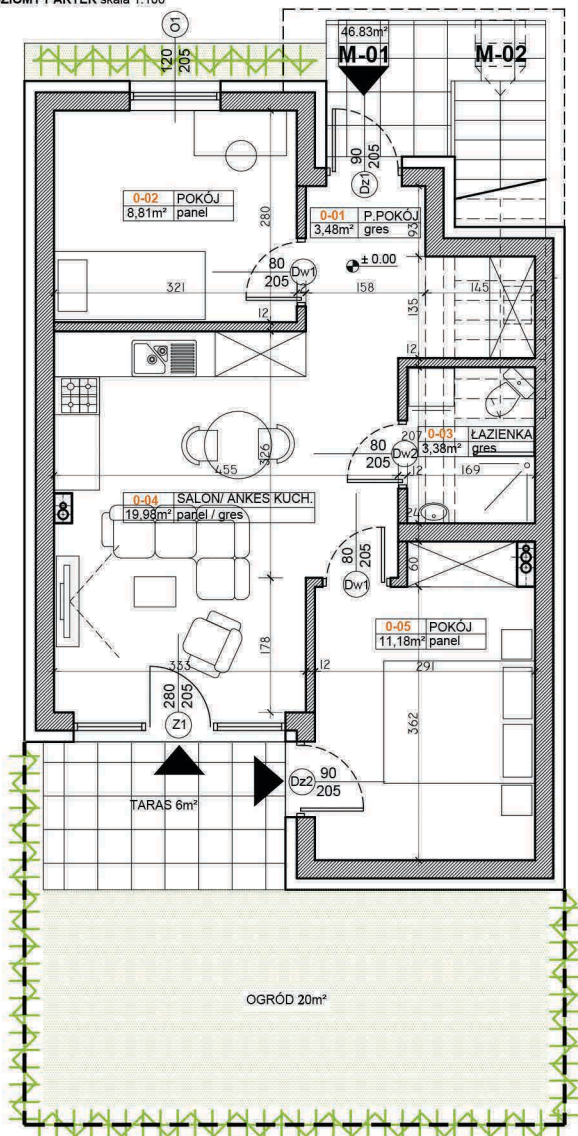 PARTER skala 1:100
O1
120
205
46.83m²
M-01
M-02
90
205
Dz1
0-02 POKÓJ
8,81m² panel
280
0-01 P.POKÓJ
3,48m² gres
93
± 0.00
80
205
Dw1
321
12
158
145
135
12
12
326
455
80
205
Dw2
207
0-03 ŁAZIENKA
3,38m² gres
12
169
24
0-04 SALON/ ANKES KUCH.
19,98m² panel / gres
80
205
Dw1
60
0-05 POKÓJ
11,18m² panel
178
333
12
291
280
205
Z1
362
Dz2
90
205
TARAS 6m²
OGRÓD 20m²